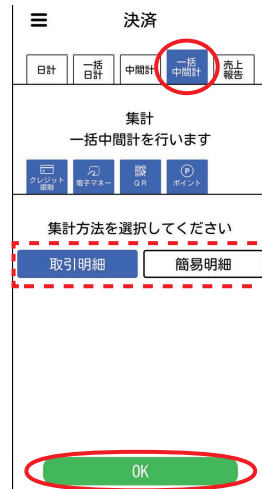 決済
日計
一括
日計
中間計
一括
中間計
売上
報告
集計
一括中間計を行います
クレジット
銀聯
電子マネー
QR
P
ポイント
集計方法を選択してください
取引明細
簡易明細
OK